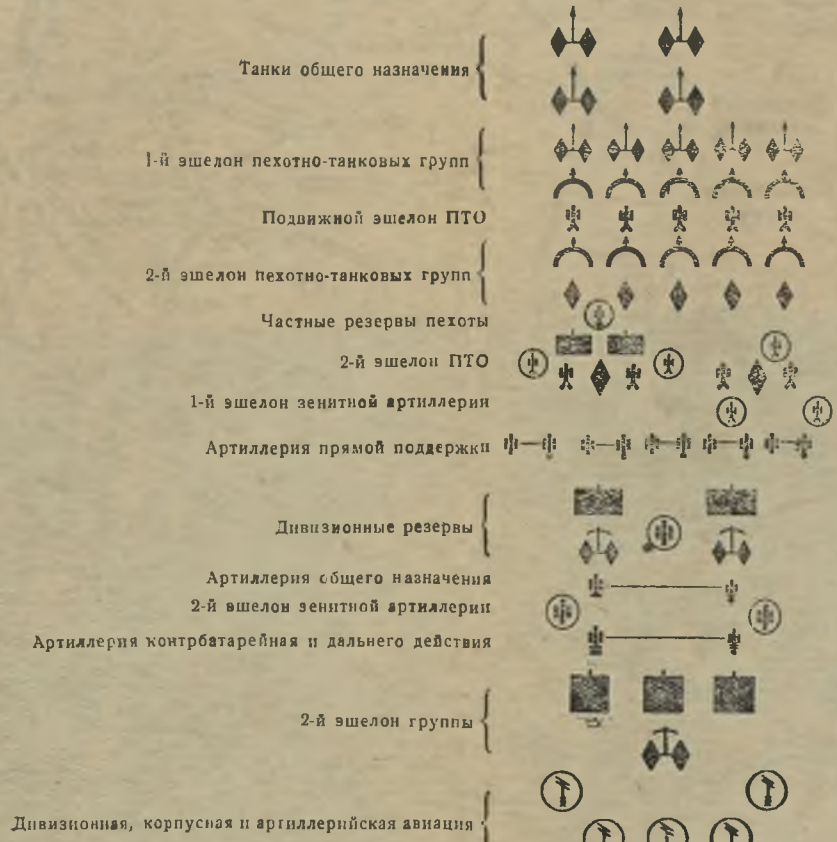 Танки общего назначения
1-й эшелон пехотно-танковых групп
Подвижной эшелон ПТО
2-й эшелон пехотно-танковых групп
Частные резервы пехоты
2-й эшелон ПТО
1-й эшелон зенитной артиллерии
Артиллерия прямой поддержки
Дивизионные резервы
Артиллерия общего назначения
2-й эшелон зенитной артиллерии
Артиллерия контрбатарейная и дальнего действия
2-й эшелон группы
Дивизионная, корпусная и артиллерийская авиация